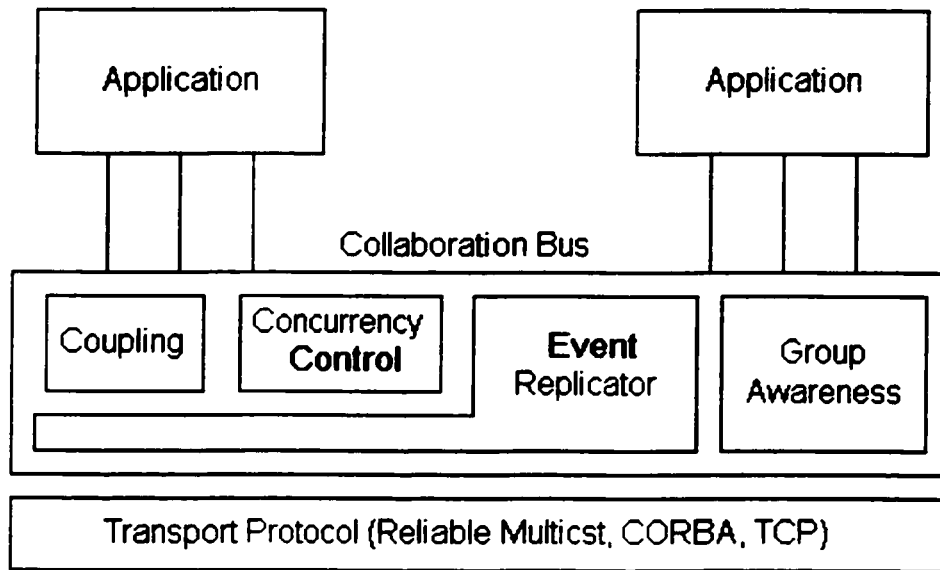 Application
Application
Collaboration Bus
Coupling
Concurrency
Control
Event
Replicator
Group
Awareness
Transport Protocol (Reliable Multicst, CORBA, TCP)